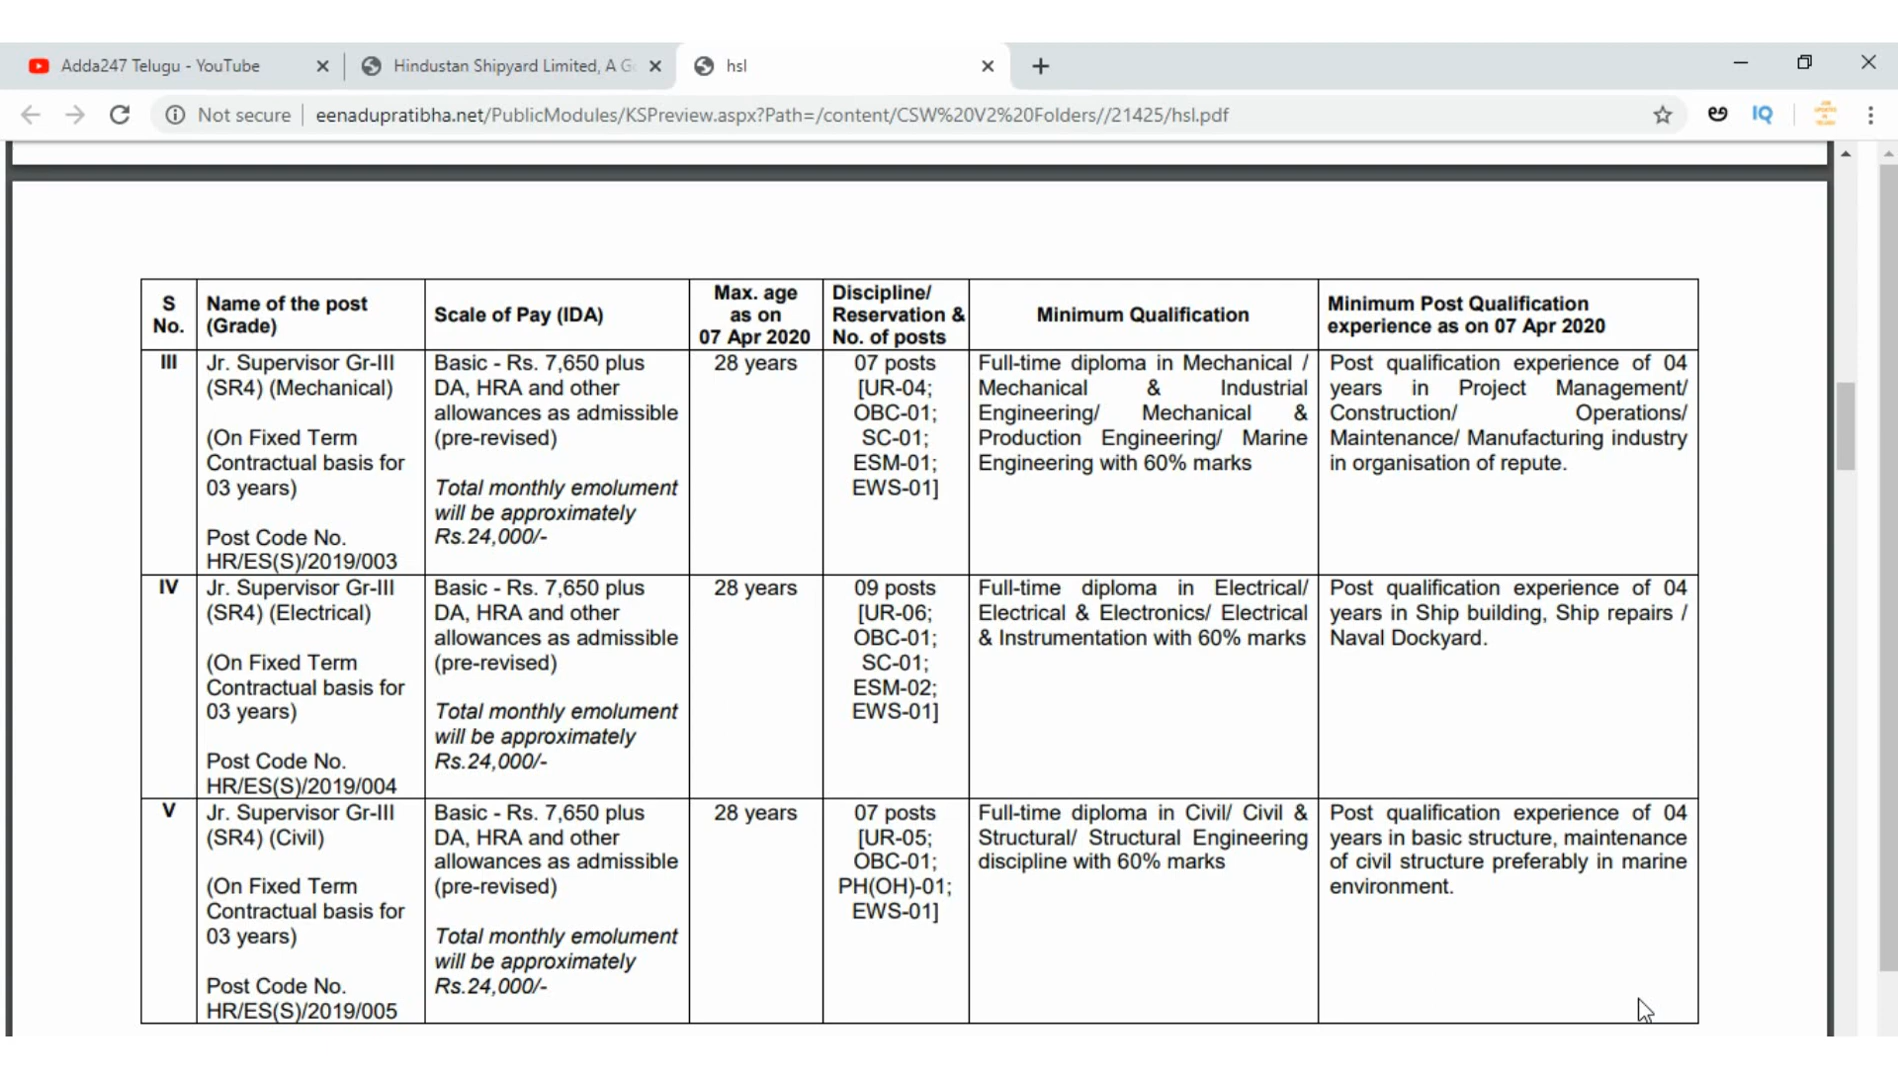 Adda247 Telugu - YouTube
Hindustan Shipyard Limited, A Go
hsl
Not secure
eenadupratibha.net/PublicModules/KSPreview.aspx?Path=/content/CSW%20V2%20Folders//21425/hsl.pdf
IQ
S No.
Name of the post (Grade)
Scale of Pay (IDA)
Max. age as on 07 Apr 2020
Discipline/ Reservation & No. of posts
Minimum Qualification
Minimum Post Qualification experience as on 07 Apr 2020
III
Jr. Supervisor Gr-III
(SR4) (Mechanical)
(On Fixed Term
Contractual basis for
03 years)
Post Code No.
HR/ES(S)/2019/003
Basic - Rs. 7,650 plus
DA, HRA and other
allowances as admissible
(pre-revised)
Total monthly emolument
will be approximately
Rs.24,000/-
28 years
07 posts
[UR-04;
OBC-01;
SC-01;
ESM-01;
EWS-01]
Full-time diploma in Mechanical /
Mechanical & Industrial
Engineering/ Mechanical &
Production Engineering/ Marine
Engineering with 60% marks
Post qualification experience of 04
years in Project Management/
Construction/ Operations/
Maintenance/ Manufacturing industry
in organisation of repute.
IV
Jr. Supervisor Gr-III
(SR4) (Electrical)
(On Fixed Term
Contractual basis for
03 years)
Post Code No.
HR/ES(S)/2019/004
Basic - Rs. 7,650 plus
DA, HRA and other
allowances as admissible
(pre-revised)
Total monthly emolument
will be approximately
Rs.24,000/-
28 years
09 posts
[UR-06;
OBC-01;
SC-01;
ESM-02;
EWS-01]
Full-time diploma in Electrical/
Electrical & Electronics/ Electrical
& Instrumentation with 60% marks
Post qualification experience of 04
years in Ship building, Ship repairs /
Naval Dockyard.
V
Jr. Supervisor Gr-III
(SR4) (Civil)
(On Fixed Term
Contractual basis for
03 years)
Post Code No.
HR/ES(S)/2019/005
Basic - Rs. 7,650 plus
DA, HRA and other
allowances as admissible
(pre-revised)
Total monthly emolument
will be approximately
Rs.24,000/-
28 years
07 posts
[UR-05;
OBC-01;
PH(OH)-01;
EWS-01]
Full-time diploma in Civil/ Civil &
Structural/ Structural Engineering
discipline with 60% marks
Post qualification experience of 04
years in basic structure, maintenance
of civil structure preferably in marine
environment.